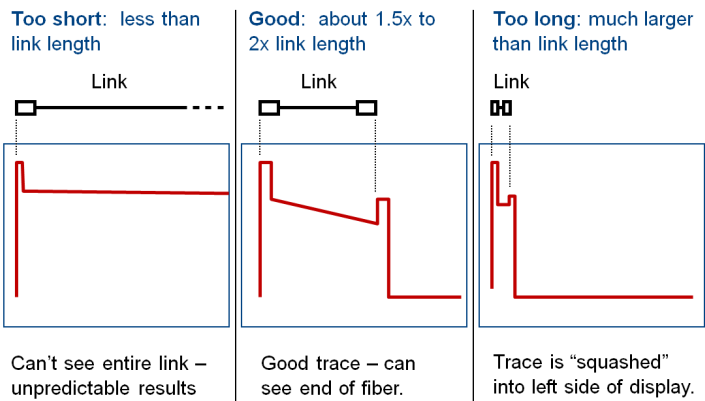 Too short:  less than
link length
Link
Can't see entire link –
unpredictable results
Good:  about 1.5x to
2x link length
Link
Good trace – can
see end of fiber.
Too long: much larger
than link length
Link
Trace is “squashed”
into left side of display.